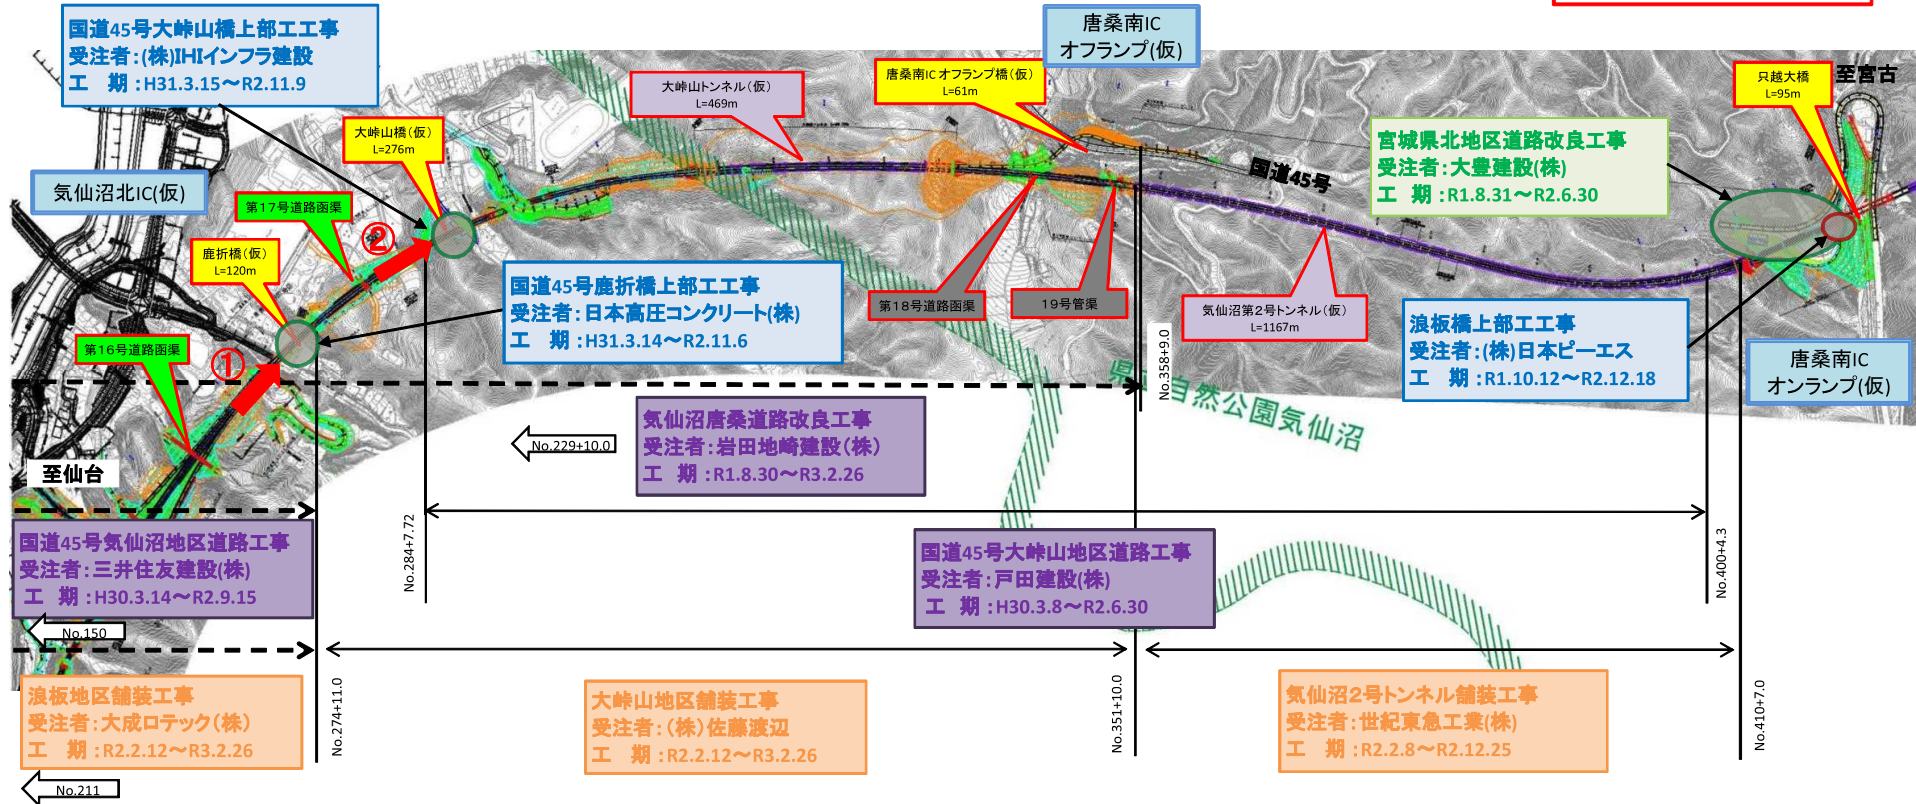 国道45号大峠山橋上部工工事
受注者：(株)IHIインフラ建設
工　期：H31.3.15～R2.11.9
唐桑南IC
オフランプ(仮)
大峠山トンネル（仮）
L=469m
唐桑南IC オフランプ橋（仮）
L=61m
只越大橋
L=95m
至宮古
大峠山橋（仮）
L=276m
宮城県北地区道路改良工事
受注者：大豊建設(株)
工　期：R1.8.31～R2.6.30
気仙沼北IC(仮)
第17号道路函渠
国道45号
②
鹿折橋（仮）
L=120m
国道45号鹿折橋上部工工事
受注者：日本高圧コンクリート(株)
工　期：H31.3.14～R2.11.6
第18号道路函渠
19号管渠
気仙沼第2号トンネル（仮）
L=1167m
浪板橋上部工工事
受注者：(株)日本ピーエス
工　期：R1.10.12～R2.12.18
唐桑南IC
オンランプ(仮)
第16号道路函渠
①
No.358+9.0
県
自然公園気仙沼
気仙沼唐桑道路改良工事
受注者：岩田地崎建設（株）
工　期：R1.8.30～R3.2.26
No.229+10.0
至仙台
国道45号気仙沼地区道路工事
受注者：三井住友建設(株)
工　期：H30.3.14～R2.9.15
No.284+7.72
国道45号大峠山地区道路工事
受注者：戸田建設(株)
工　期：H30.3.8～R2.6.30
No.400+4.3
No.150
浪板地区舗装工事
受注者：大成ロテック（株）
工　期：R2.2.12～R3.2.26
No.274+11.0
大峠山地区舗装工事
受注者：（株）佐藤渡辺
工　期：R2.2.12～R3.2.26
No.351+10.0
気仙沼2号トンネル舗装工事
受注者：世紀東急工業(株)
工　期：R2.2.8～R2.12.25
No.410+7.0
No.211